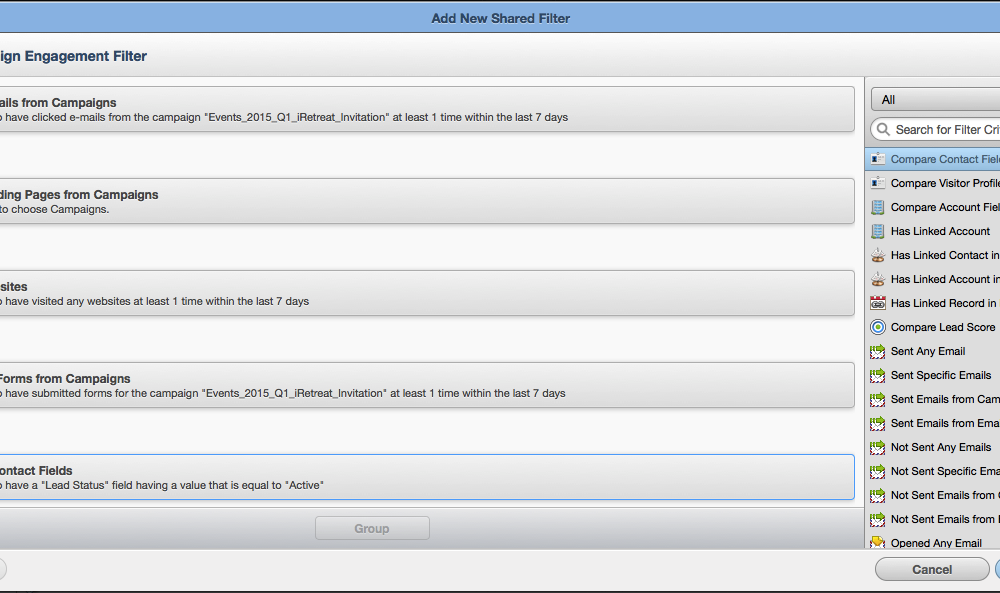 Add New Shared Filter
ign Engagement Filter
ails from Campaigns
o have clicked e-mails from the campaign "Events_2015_Q1_iRetreat_Invitation" at least 1 time within the last 7 days
ding Pages from Campaigns
to choose Campaigns.
sites
o have visited any websites at least 1 time within the last 7 days
Forms from Campaigns
o have submitted forms for the campaign "Events_2015_Q1_iRetreat_Invitation" at least 1 time within the last 7 days
ontact Fields
o have a "Lead Status" field having a value that is equal to "Active"
Group
All
Search for Filter Cri
Compare Contact Field
Compare Visitor Profile
Compare Account Fiel
Has Linked Account
Has Linked Contact in
Has Linked Account in
Has Linked Record in
Compare Lead Score
Sent Any Email
Sent Specific Emails
Sent Emails from Cam
Sent Emails from Ema
Not Sent Any Emails
Not Sent Specific Ema
Not Sent Emails from C
Not Sent Emails from E
Opened Any Email
Cancel